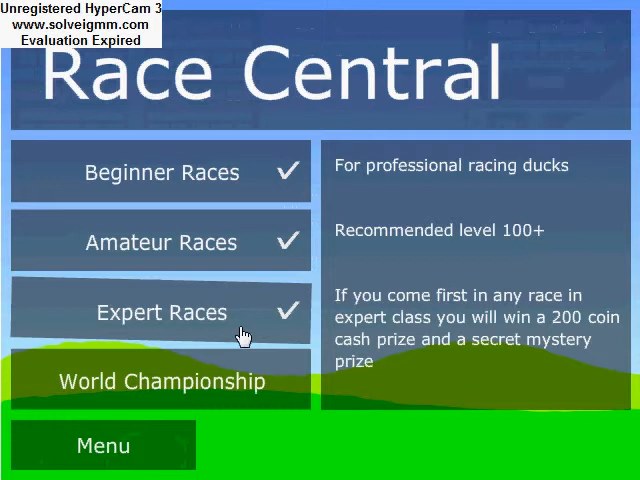 Unregistered HyperCam 3
www.solveigmm.com
Evaluation Expired
Race Central
Beginner Races ✓
Amateur Races ✓
Expert Races ✓
World Championship
Menu
For professional racing ducks
Recommended level 100+
If you come first in any race in
expert class you will win a 200 coin
cash prize and a secret mystery
prize